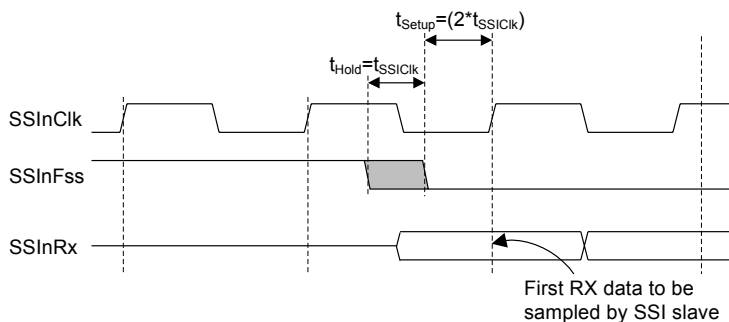 tSetup=(2*tSSIClk)
tHold=tSSIClk
SSInClk
SSInFss
SSInRx
First RX data to be
sampled by SSI slave